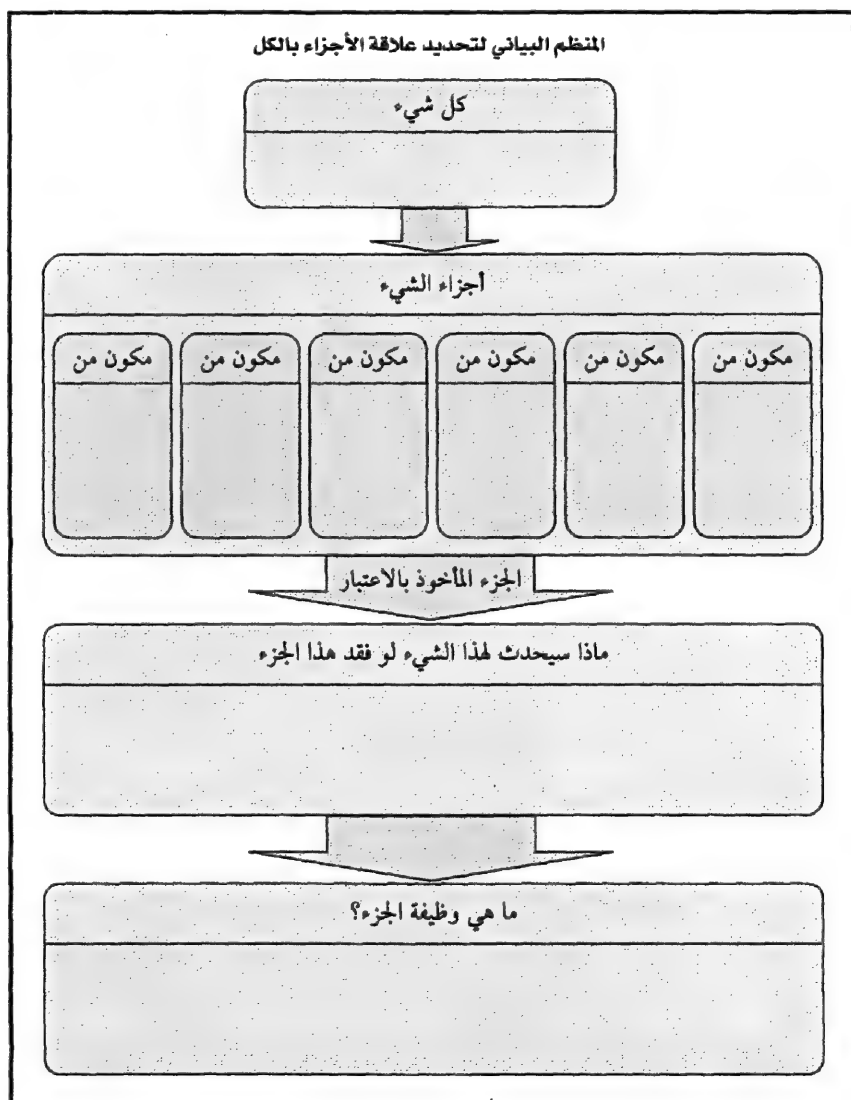 المنظم البياني لتحديد علاقة الأجزاء بالكل
كل شيء
أجزاء الشيء
مكون من مكون من مكون من مكون من مكون من مكون من
الجزء المأخوذ بالاعتبار
ماذا سيحدث لهذا الشيء لو فقد هذا الجزء
ما هي وظيفة الجزء؟